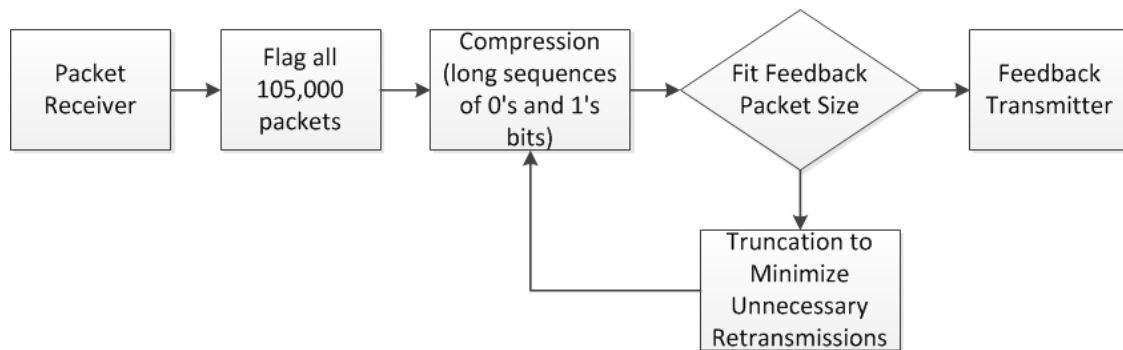 Packet
Receiver
Flag all
105,000
packets
Compression
(long sequences
of 0's and 1's
bits)
Fit Feedback
Packet Size
Feedback
Transmitter
Truncation to
Minimize
Unnecessary
Retransmissions